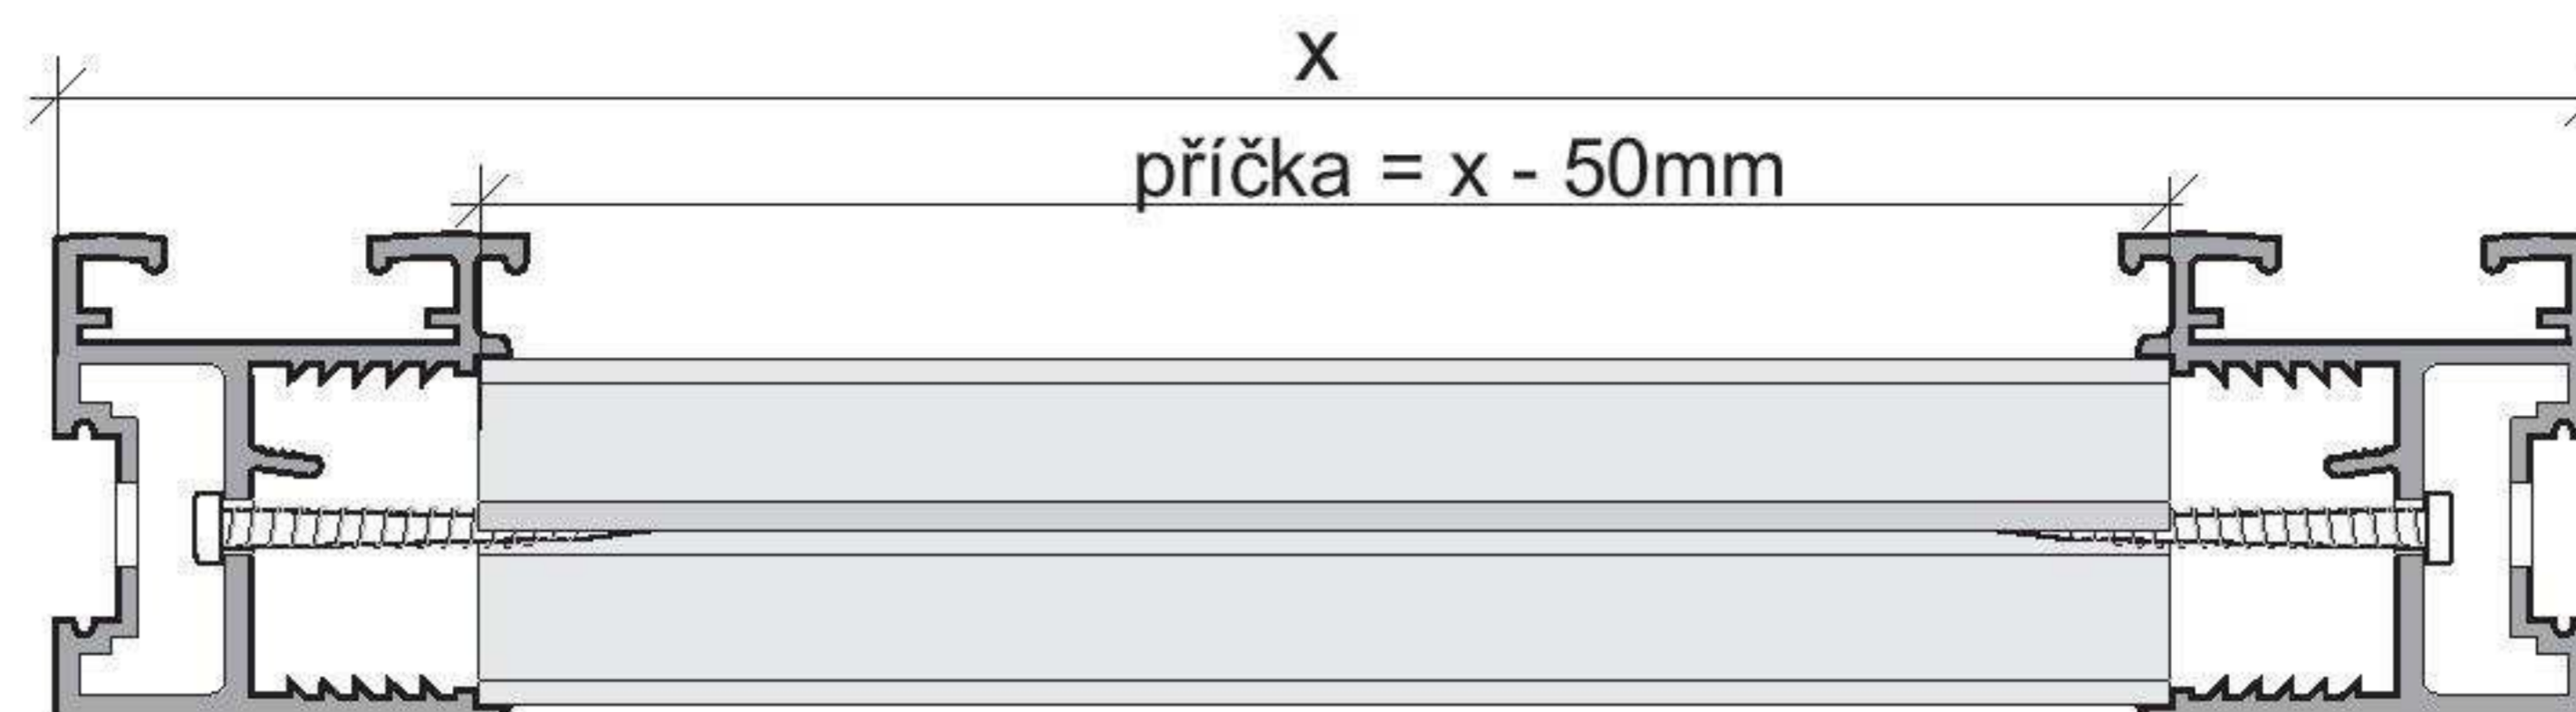 x
příčka = x - 50mm